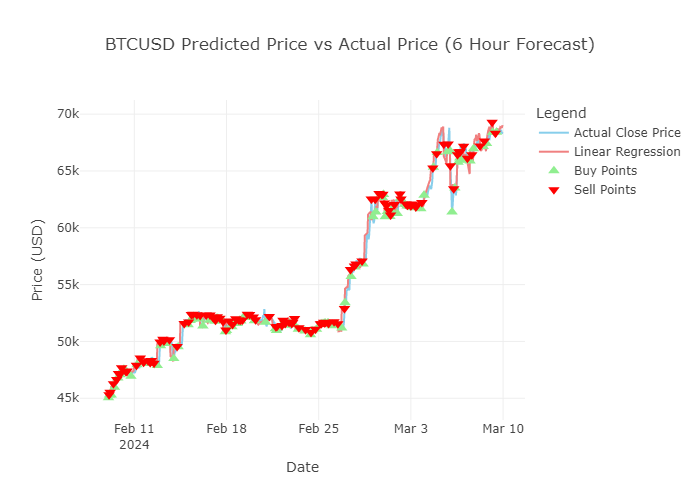 BTCUSD Predicted Price vs Actual Price (6 Hour Forecast)
70k
65k
60k
55k
50k
45k
Price (USD)
Feb 11
2024
Feb 18
Feb 25
Mar 3
Mar 10
Date
Legend
Actual Close Price
Linear Regression
Buy Points
Sell Points